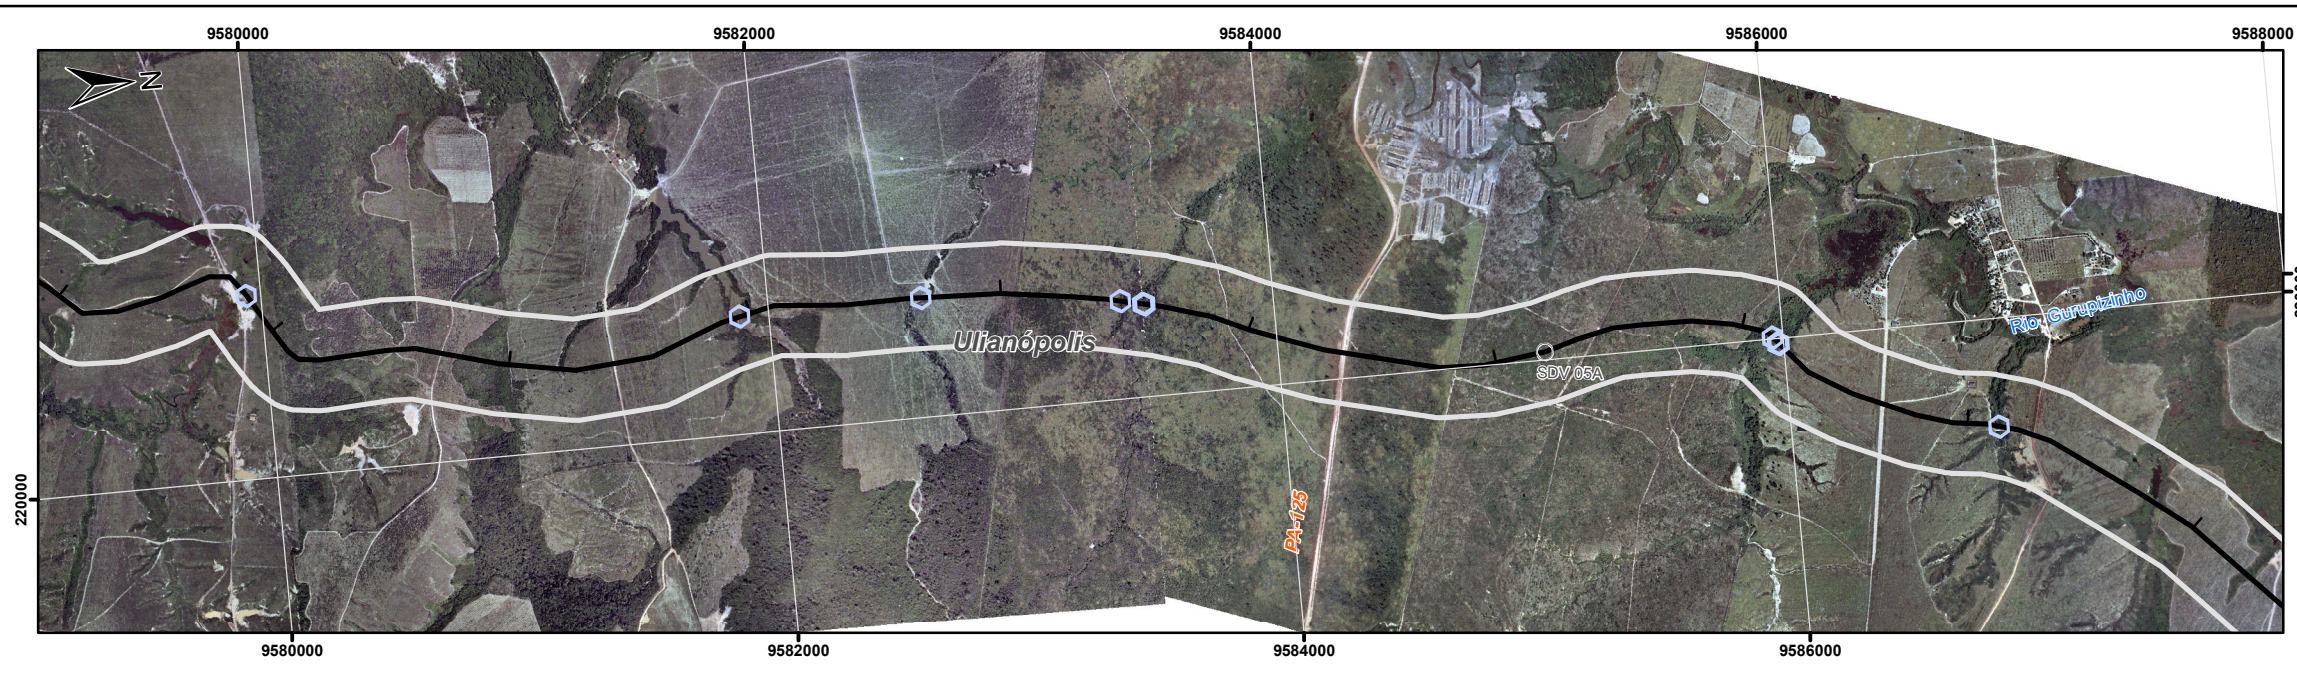 9580000 9582000 9584000 9586000 9588000
N
Rio Gurupizinho
Ulianópolis
SDV 05A
220000
PA-125
9580000 9582000 9584000 9586000